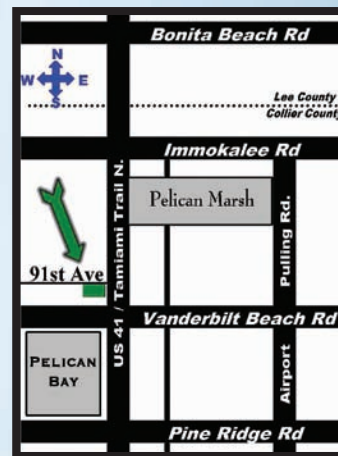 Bonita Beach Rd
N
W E
S
Lee County
Collier County
Immokalee Rd
US 41 / Tamiami Trail N.
Pelican Marsh
Airport Pulling Rd.
91st Ave
Vanderbilt Beach Rd
PELICAN
BAY
Pine Ridge Rd